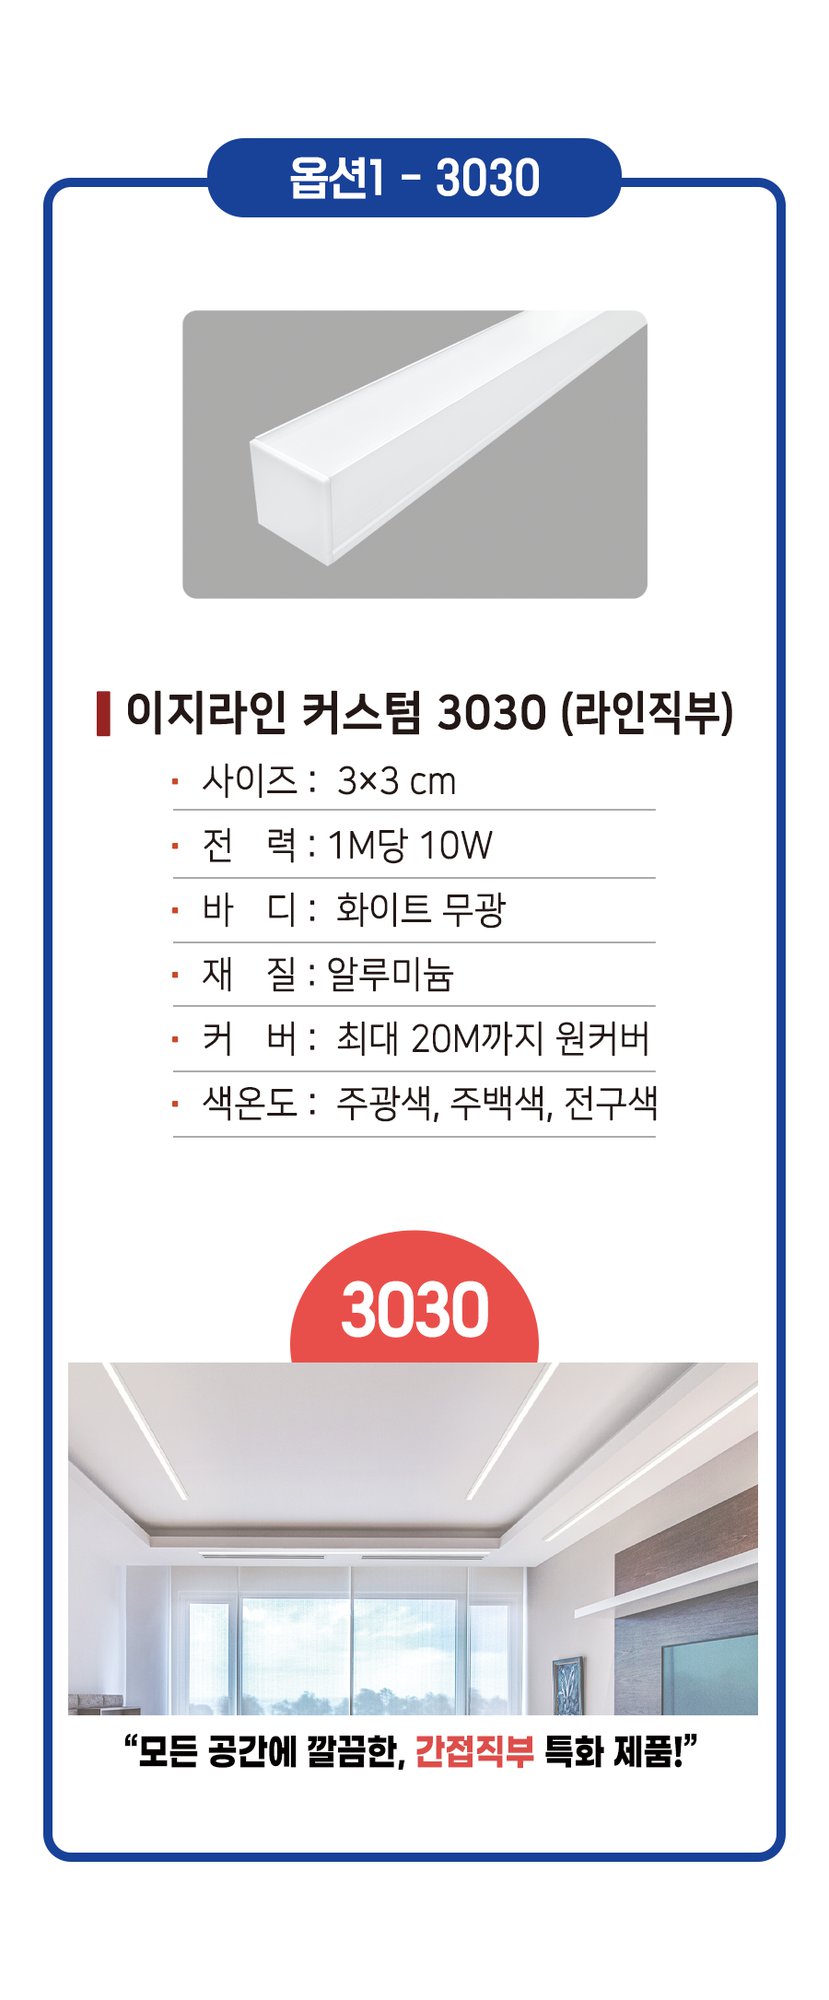 옵션1 - 3030
이지라인 커스텀 3030 (라인직부)
· 사이즈 : 3×3 cm
· 전 력 : 1M당 10W
· 바 디 : 화이트 무광
· 재 질 : 알루미늄
· 커 버 : 최대 20M까지 원커버
· 색온도 : 주광색, 주백색, 전구색
3030
“모든 공간에 깔끔한, 간접직부 특화 제품!”